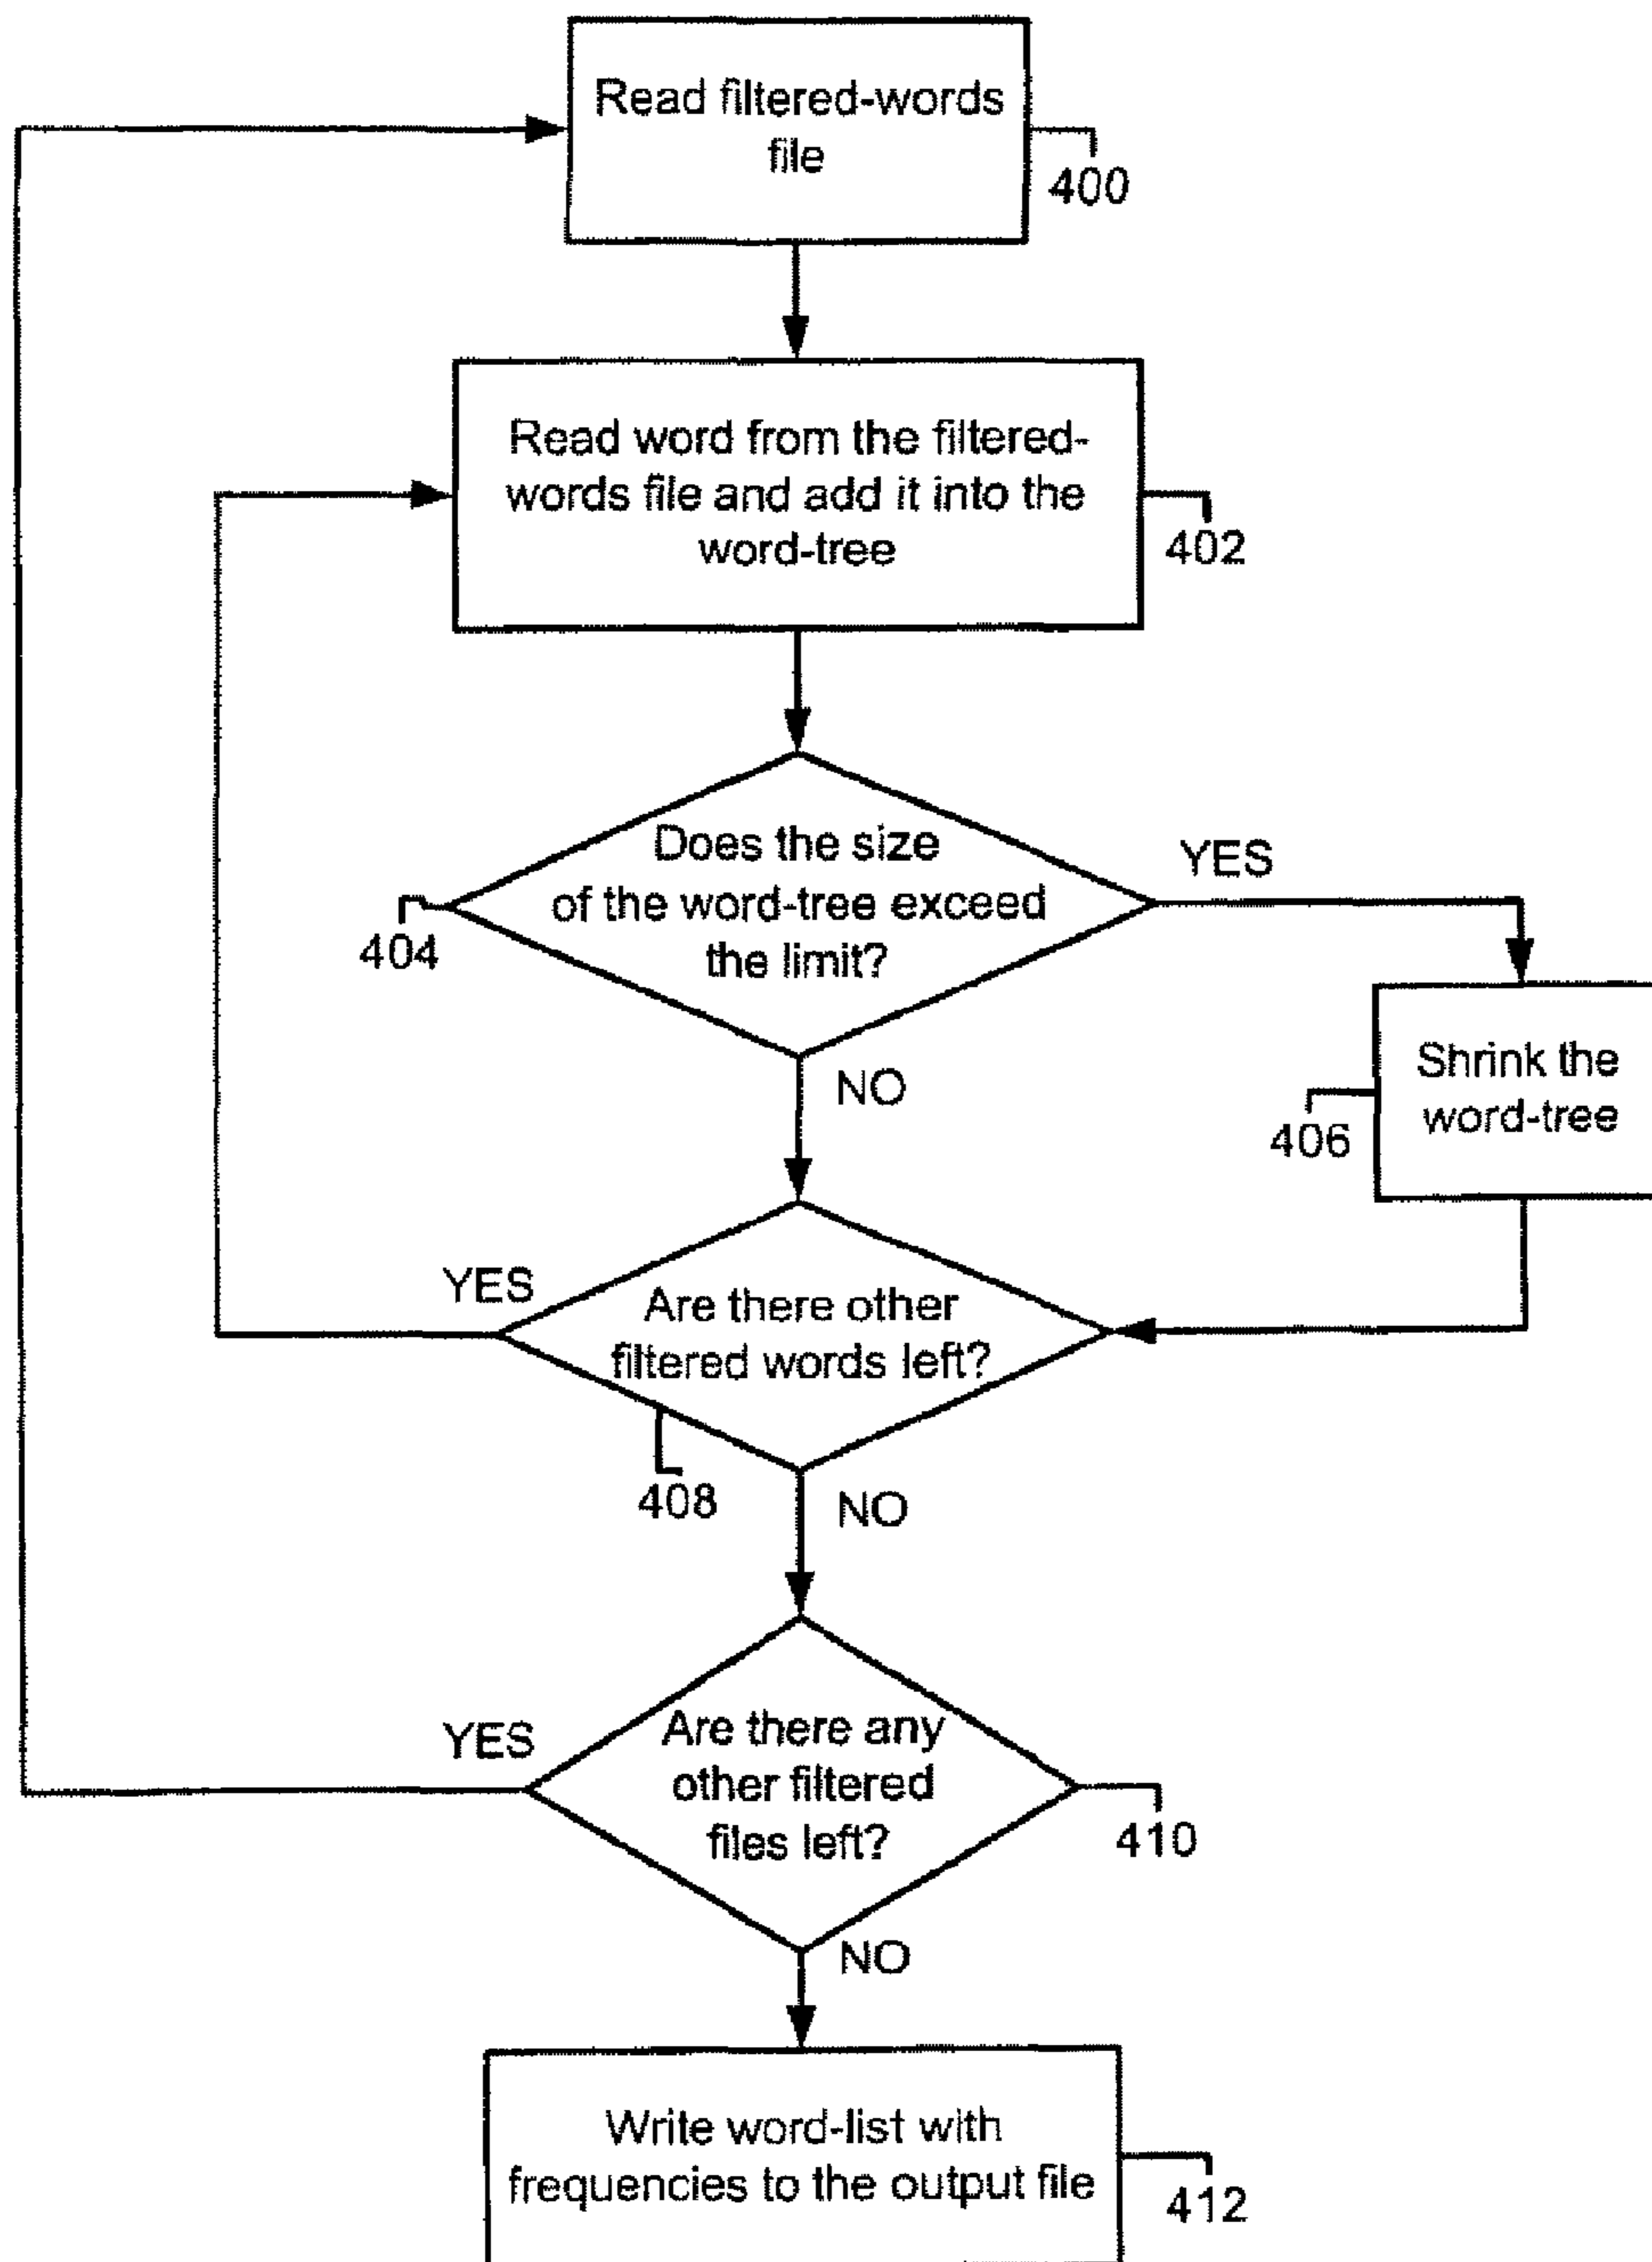 Read filtered-words
file
400
Read word from the filtered-
words file and add it into the
word-tree
402
Does the size
of the word-tree exceed
the limit?
YES
404
NO
Shrink the
word-tree
406
YES
Are there other
filtered words left?
408
NO
YES
Are there any
other filtered
files left?
410
NO
Write word-list with
frequencies to the output file
412